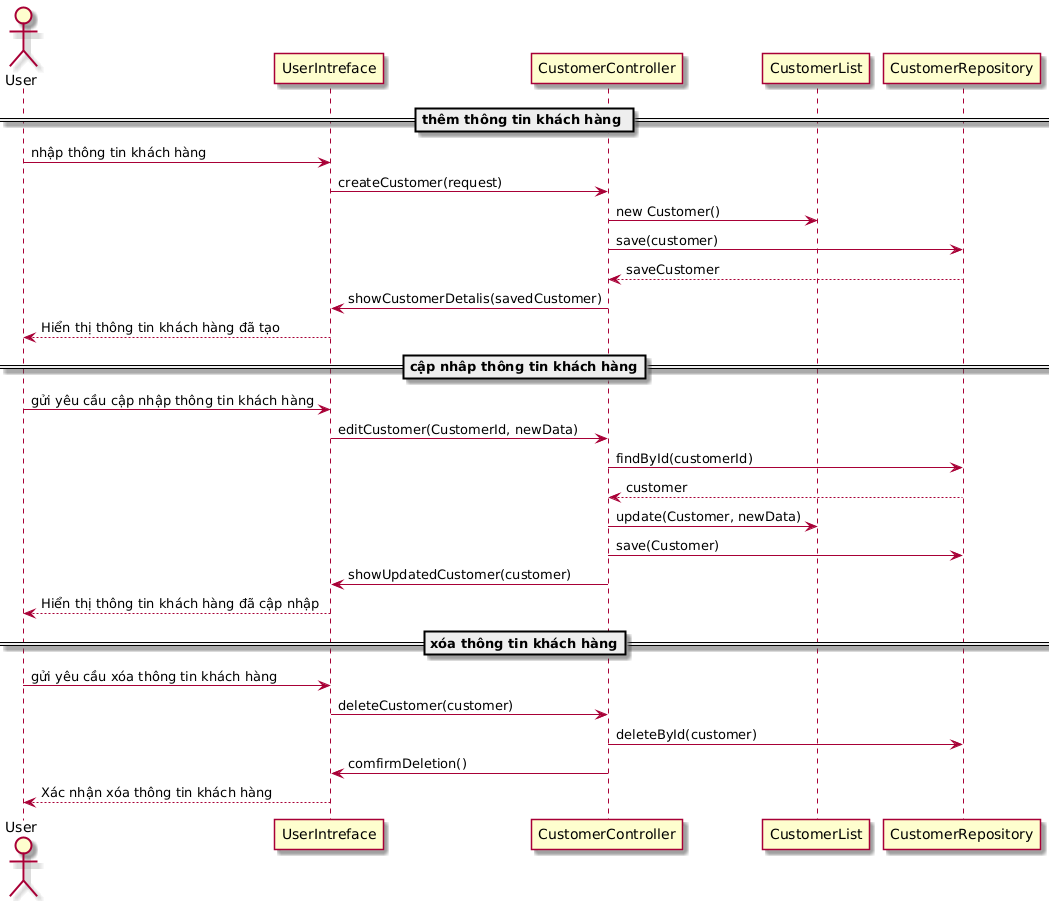 User
UserIntreface
CustomerController
CustomerList
CustomerRepository
thêm thông tin khách hàng
nhập thông tin khách hàng
createCustomer(request)
new Customer()
save(customer)
saveCustomer
showCustomerDetalis(savedCustomer)
Hiển thị thông tin khách hàng đã tạo
cập nhâp thông tin khách hàng
gửi yêu cầu cập nhập thông tin khách hàng
editCustomer(CustomerId, newData)
findById(customerId)
customer
update(Customer, newData)
save(Customer)
showUpdatedCustomer(customer)
Hiển thị thông tin khách hàng đã cập nhập
xóa thông tin khách hàng
gửi yêu cầu xóa thông tin khách hàng
deleteCustomer(customer)
deleteById(customer)
comfirmDeletion()
Xác nhận xóa thông tin khách hàng
User
UserIntreface
CustomerController
CustomerList
CustomerRepository